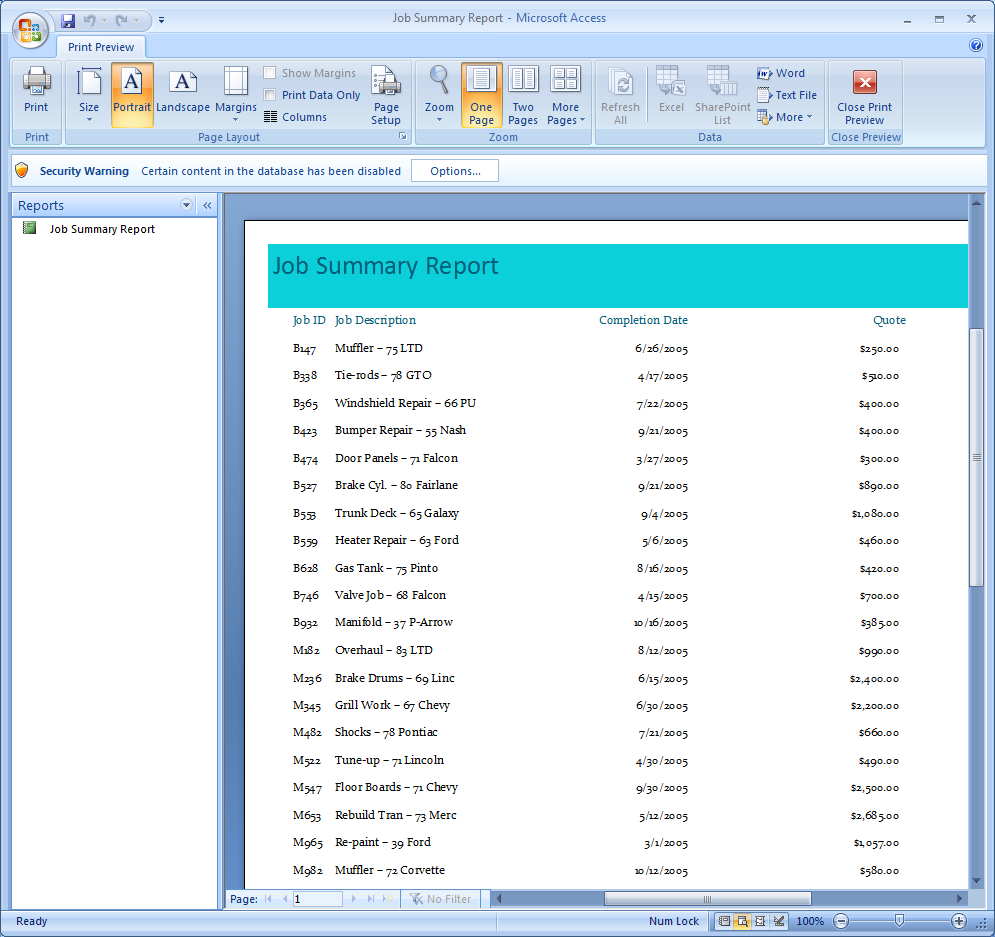 Job Summary Report - Microsoft Access
Print Preview
Print
Size
Portrait
Landscape
Margins
Show Margins
Print Data Only
Columns
Page Setup
Zoom
One Page
Two Pages
More Pages
Refresh All
Excel
SharePoint List
Word
Text File
More
Close Print Preview
Print
Page Layout
Zoom
Data
Close Preview
Security Warning Certain content in the database has been disabled Options...
Reports «
Job Summary Report
Job Summary Report
Job ID Job Description Completion Date Quote
B147 Muffler – 75 LTD 6/26/2005 $250.00
B338 Tie-rods – 78 GTO 4/17/2005 $510.00
B365 Windshield Repair – 66 PU 7/22/2005 $400.00
B423 Bumper Repair – 55 Nash 9/21/2005 $400.00
B474 Door Panels – 71 Falcon 3/27/2005 $300.00
B527 Brake Cyl. – 80 Fairlane 9/21/2005 $890.00
B553 Trunk Deck – 65 Galaxy 9/4/2005 $1,080.00
B559 Heater Repair – 63 Ford 5/6/2005 $460.00
B628 Gas Tank – 75 Pinto 8/16/2005 $420.00
B746 Valve Job – 68 Falcon 4/15/2005 $700.00
B932 Manifold – 37 P-Arrow 10/16/2005 $385.00
M182 Overhaul – 83 LTD 8/12/2005 $990.00
M236 Brake Drums – 69 Linc 6/15/2005 $2,400.00
M345 Grill Work – 67 Chevy 6/30/2005 $2,200.00
M482 Shocks – 78 Pontiac 7/21/2005 $660.00
M522 Tune-up – 71 Lincoln 4/30/2005 $490.00
M547 Floor Boards – 71 Chevy 9/30/2005 $2,500.00
M653 Rebuild Tran – 73 Merc 5/12/2005 $2,685.00
M965 Re-paint – 39 Ford 3/1/2005 $1,057.00
M982 Muffler – 72 Corvette 10/12/2005 $580.00
Page: 1 No Filter
Ready Num Lock 100%